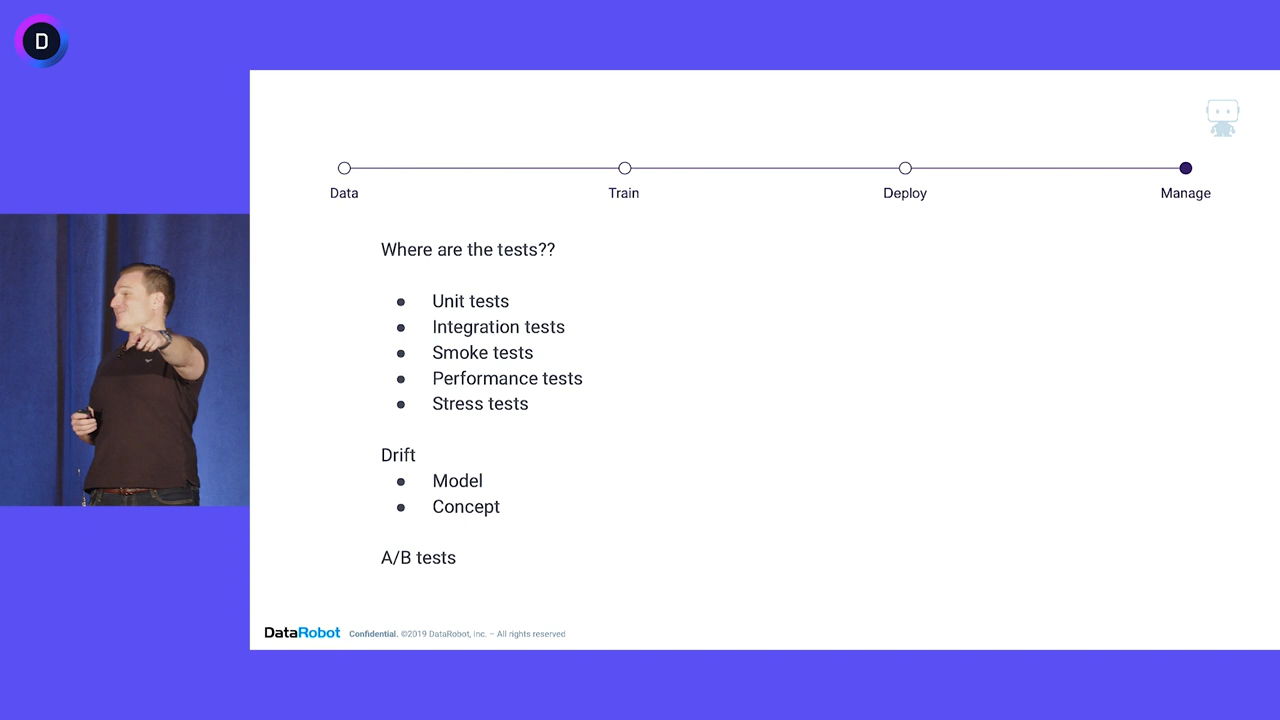 D
Data
Train
Deploy
Manage
Where are the tests??
● Unit tests
● Integration tests
● Smoke tests
● Performance tests
● Stress tests
Drift
● Model
● Concept
A/B tests
DataRobot Confidential. ©2019 DataRobot, Inc. – All rights reserved